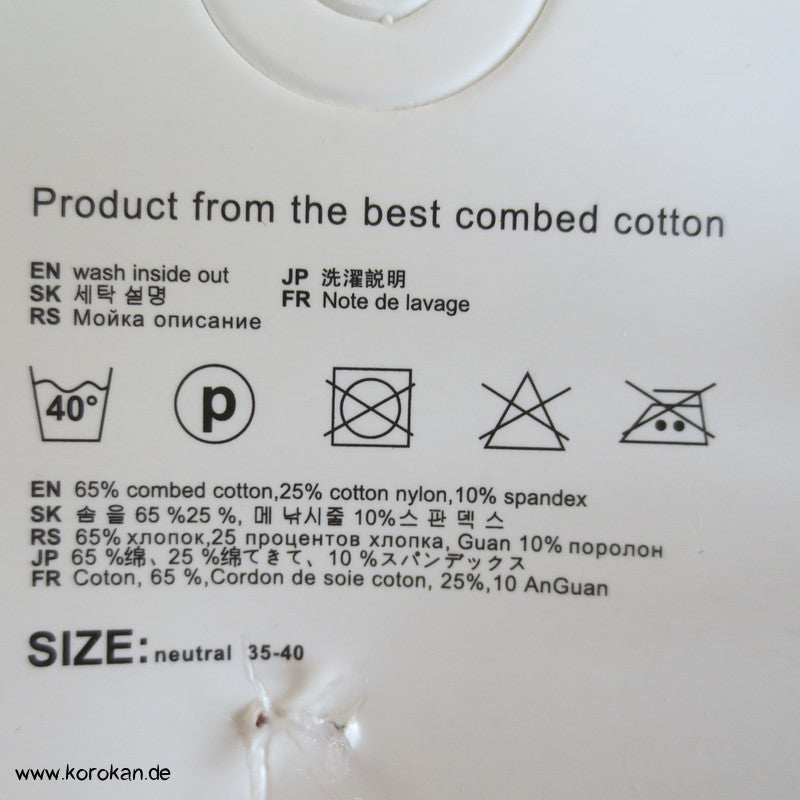 Product from the best combed cotton
EN wash inside out
SK 세탁 설명
RS Мойка описание
JP 洗濯説明
FR Note de lavage
40°
p
EN 65% combed cotton,25% cotton nylon,10% spandex
SK 솜 을 65 %25 %, 메 낚시줄 10%스 판 덱 스
RS 65% хлопок,25 процентов хлопка, Guan 10% поролон
JP 65 %绵、25 %绵てきて、10 %スパンデックス
FR Coton, 65 %,Cordon de soie coton, 25%,10 AnGuan
SIZE: neutral 35-40
www.korokan.de